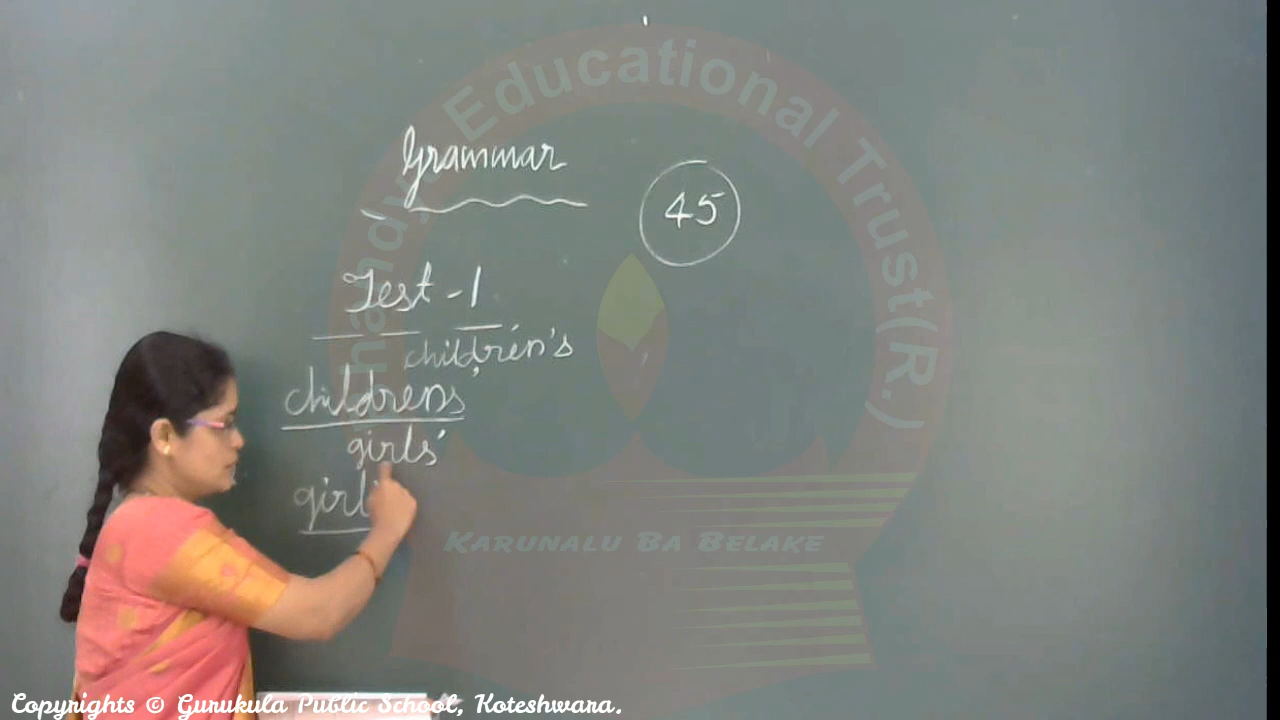 Educational Trust(R.)
Grammar
45
Test - 1
children's
childrens
girls'
KARUNALU BA BELAKE
Copyrights © Gurukula Public School, Koteshwara.